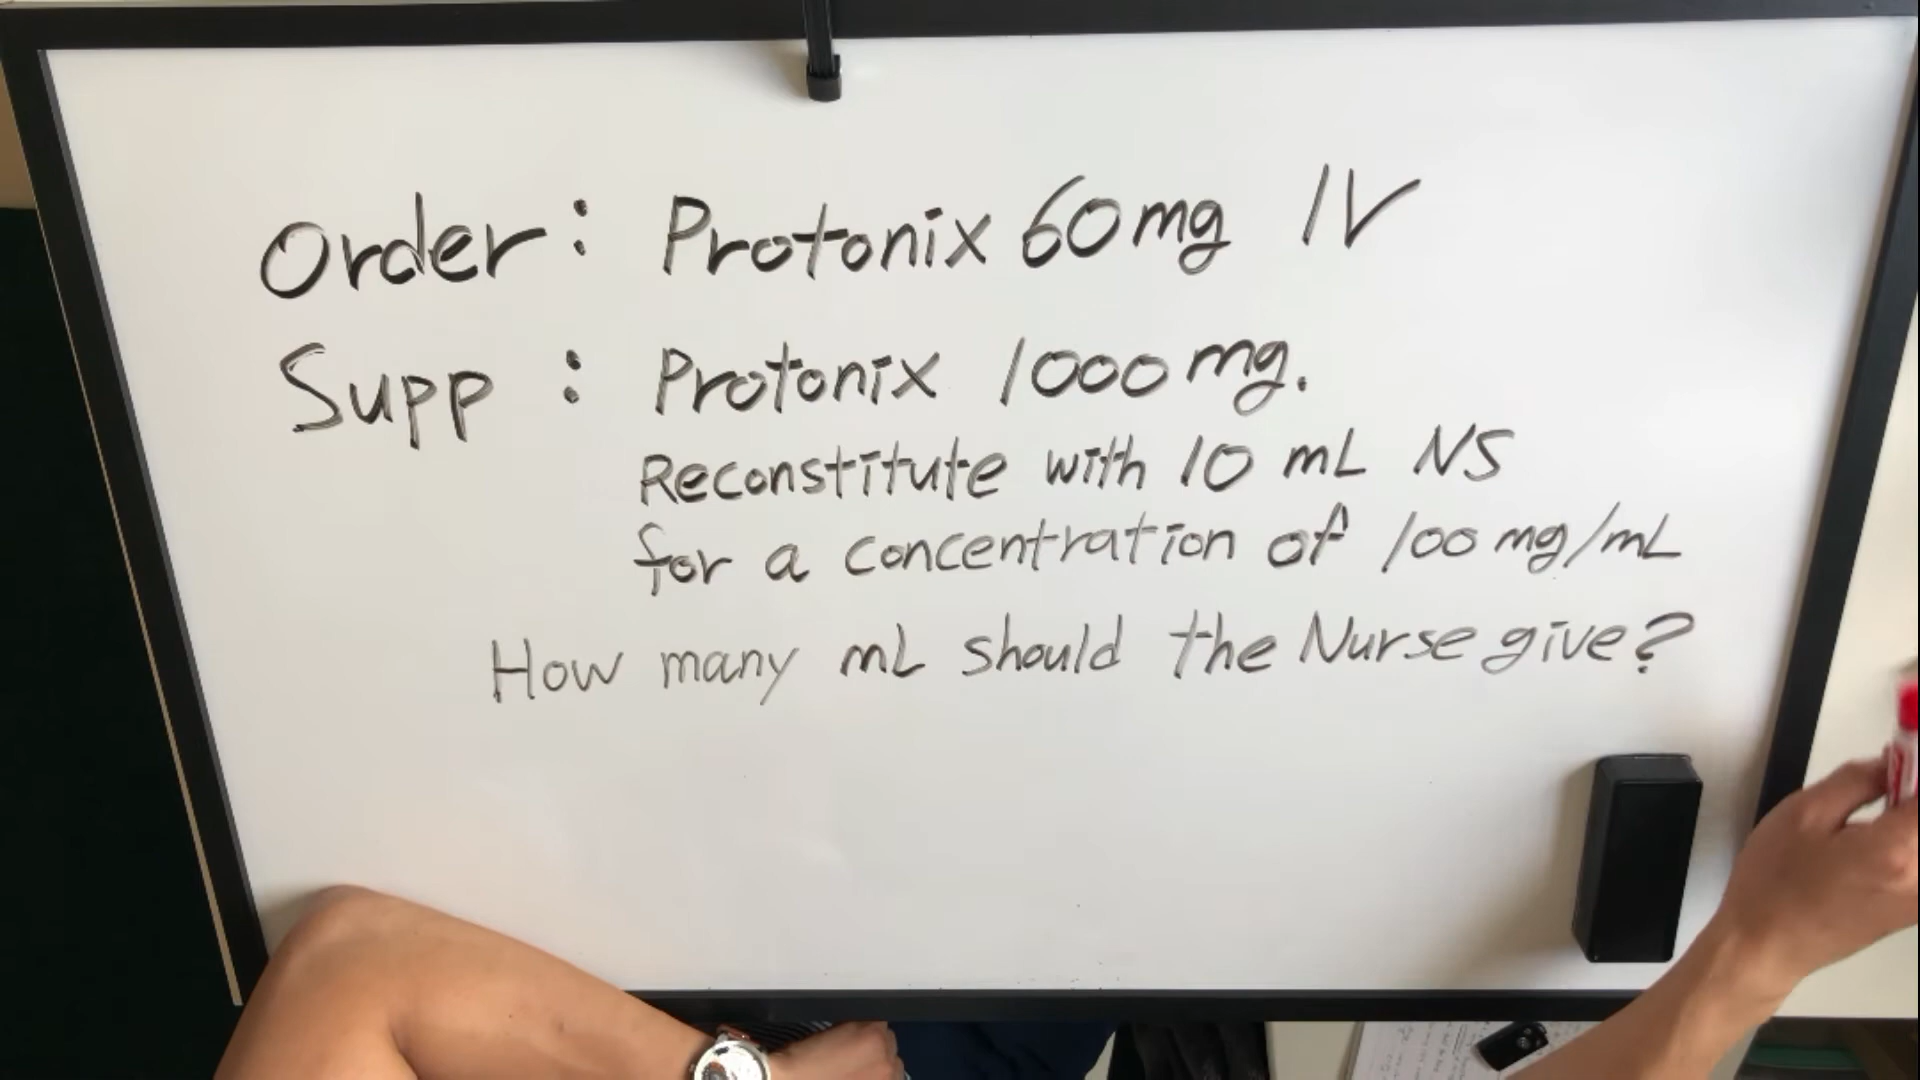 Order: Protonix 60mg IV
Supp: Protonix 1000mg.
Reconstitute with 10 mL NS
for a concentration of 100 mg/mL
How many mL should the Nurse give?